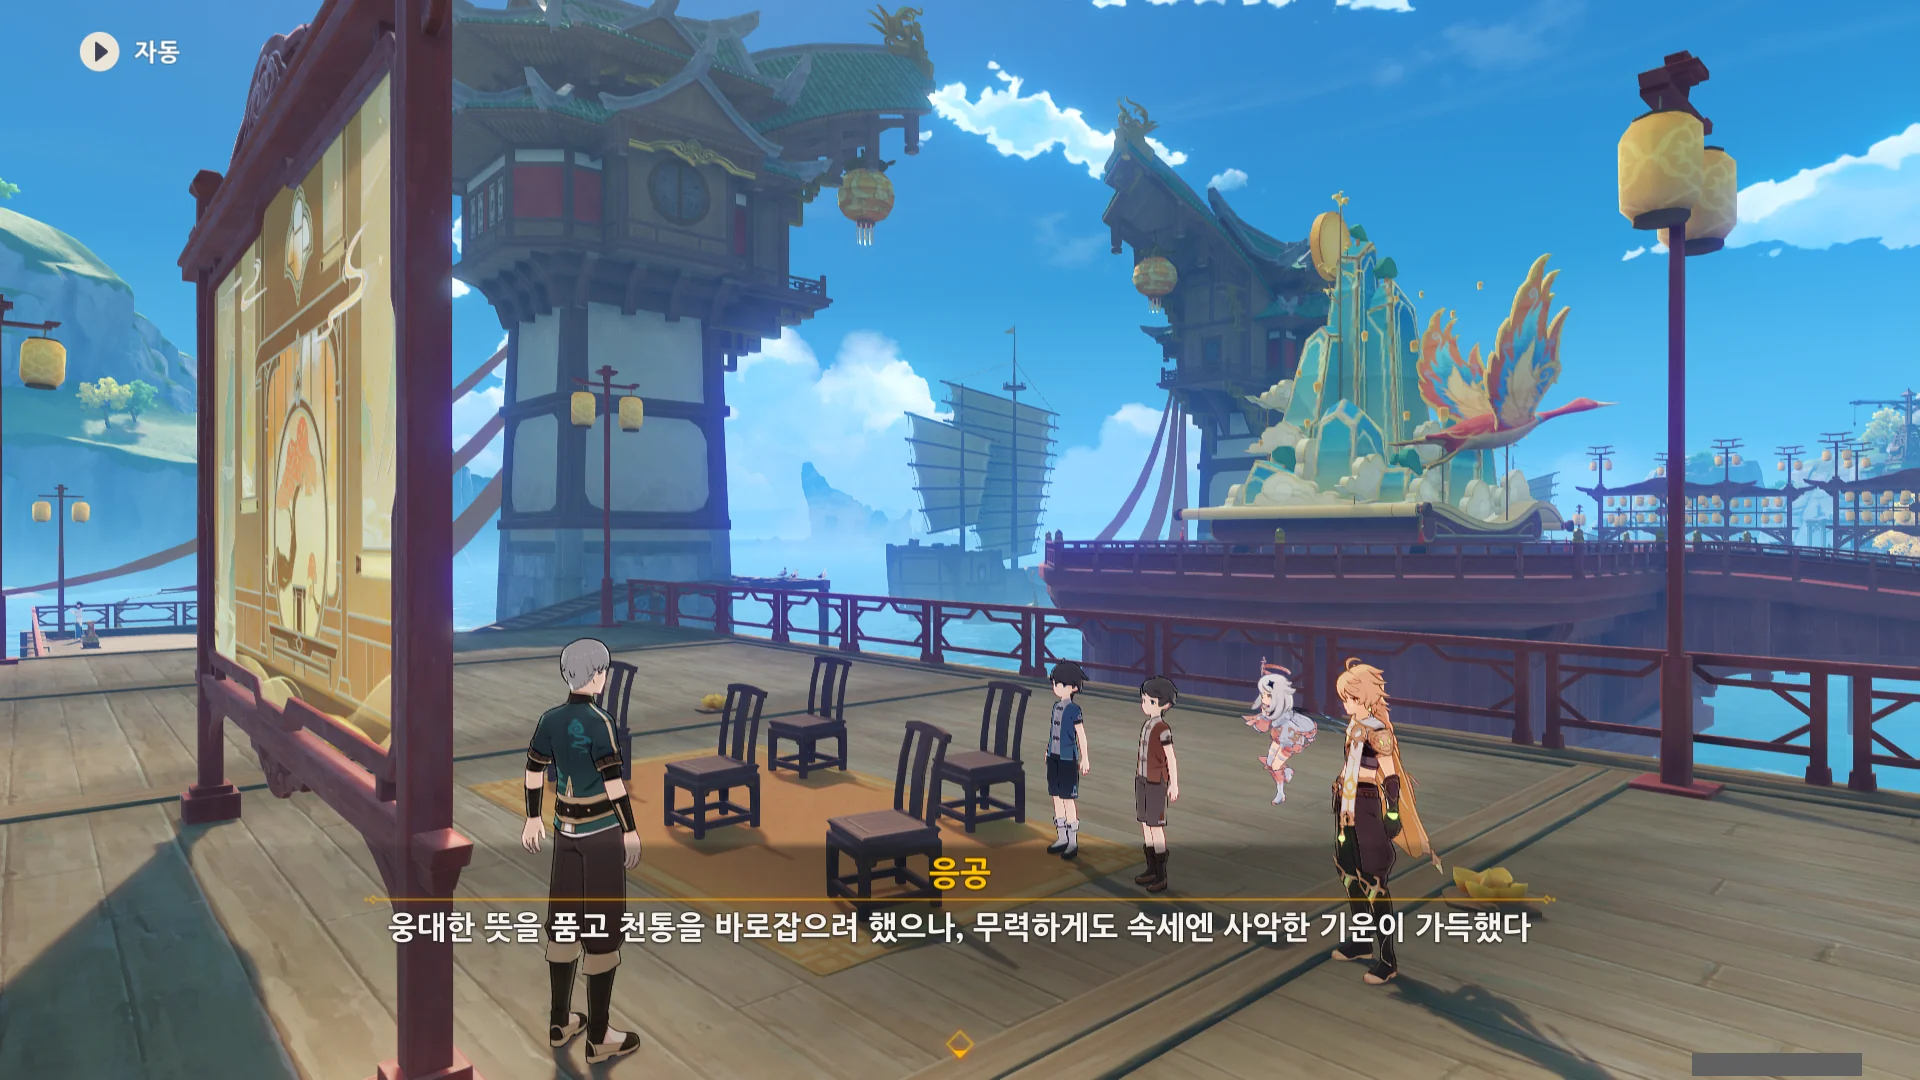 자동
응공
웅대한 뜻을 품고 천통을 바로잡으려 했으나, 무력하게도 속세엔 사악한 기운이 가득했다